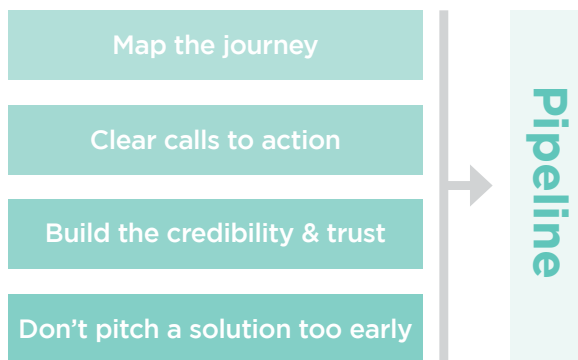 Map the journey
Clear calls to action
Build the credibility & trust
Don’t pitch a solution too early
Pipeline